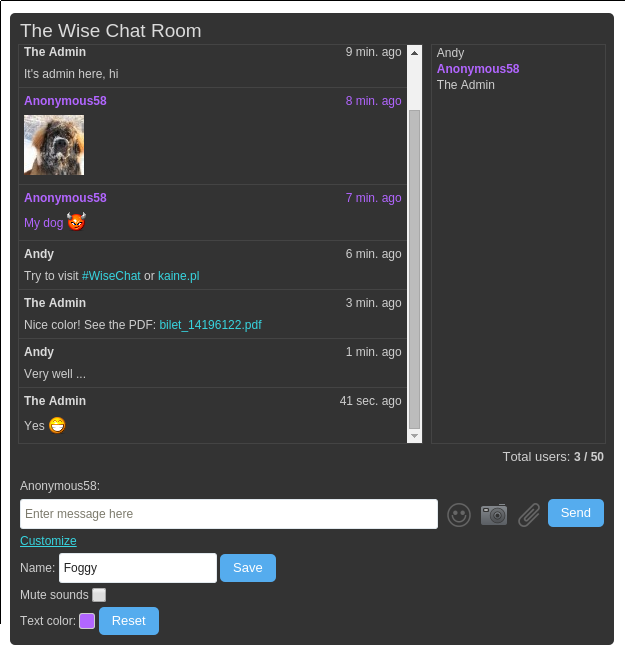 The Wise Chat Room
The Admin 9 min. ago
It's admin here, hi
Anonymous58 8 min. ago
Anonymous58 7 min. ago
My dog
Andy 6 min. ago
Try to visit #WiseChat or kaine.pl
The Admin 3 min. ago
Nice color! See the PDF: bilet_14196122.pdf
Andy 1 min. ago
Very well ...
The Admin 41 sec. ago
Yes
Andy
Anonymous58
The Admin
Total users: 3 / 50
Anonymous58:
Enter message here Send
Customize
Name: Foggy Save
Mute sounds
Text color: Reset